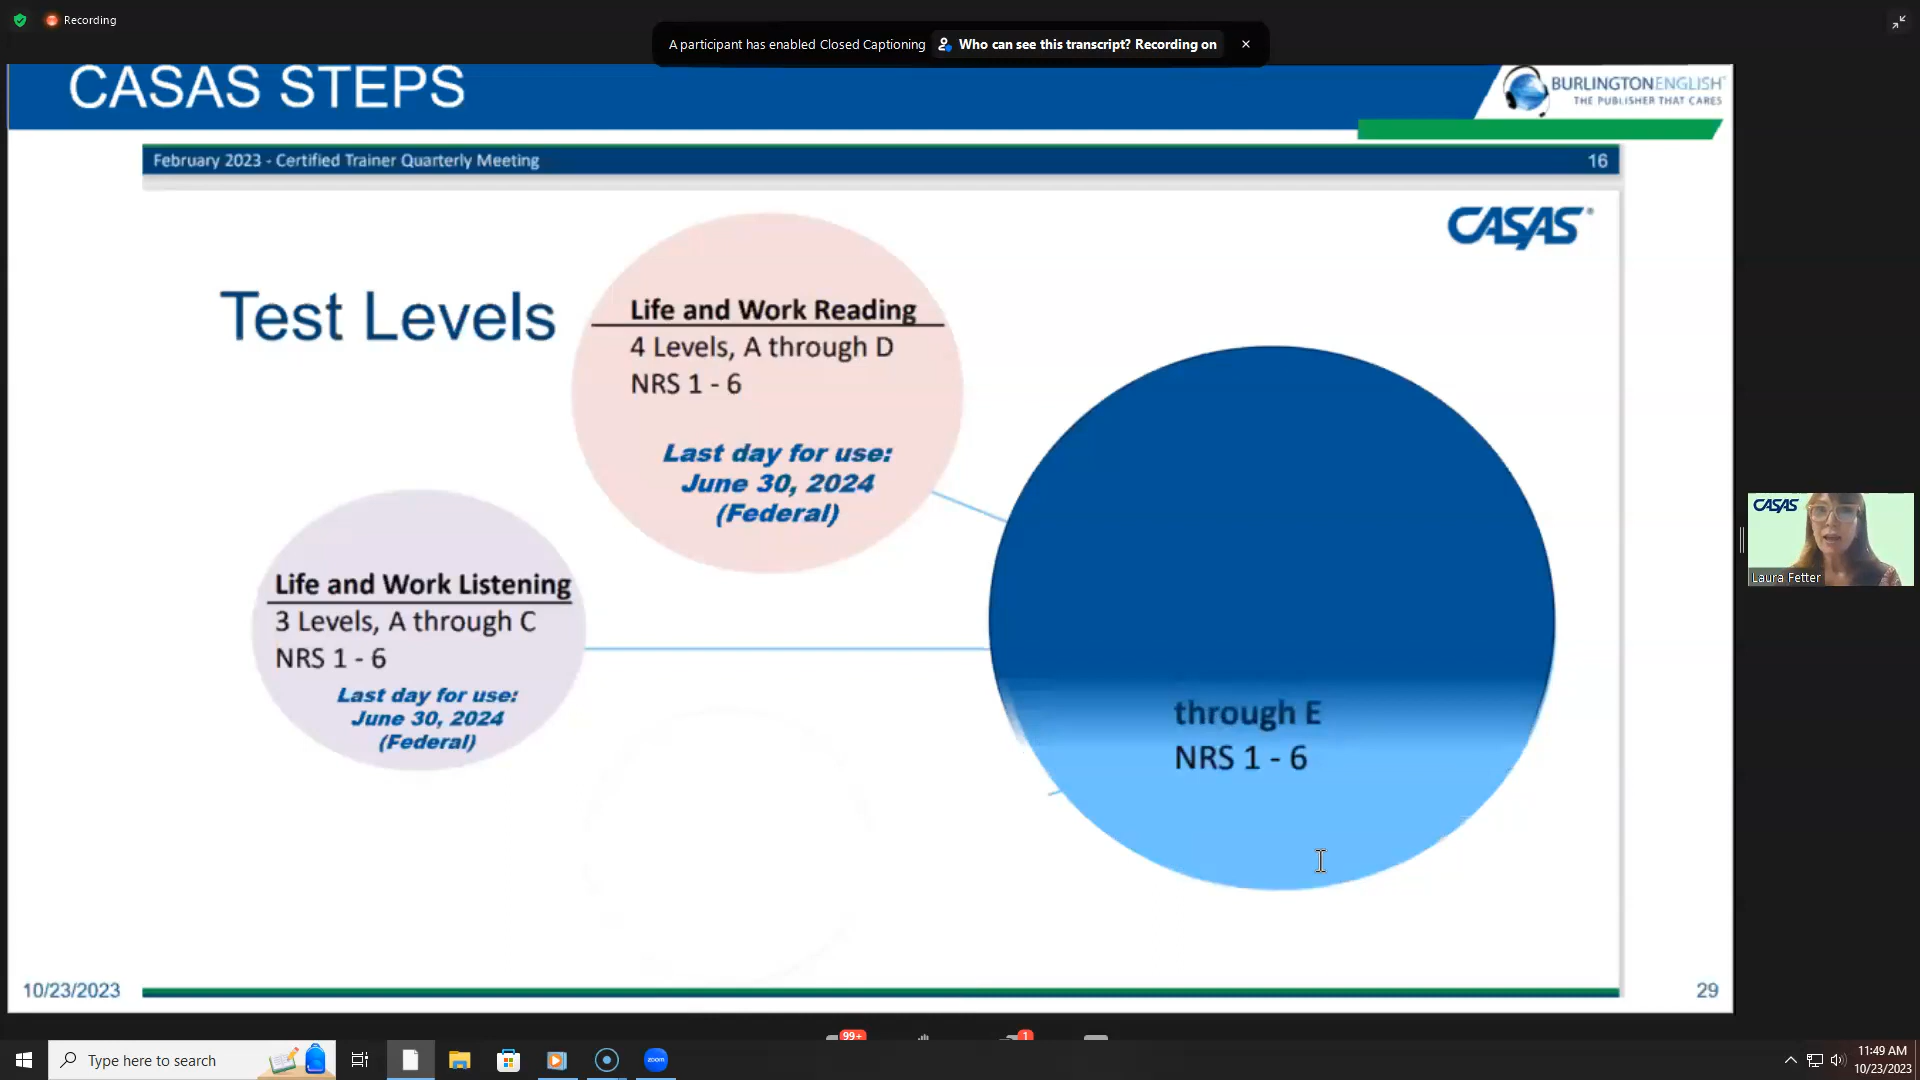 Recording
A participant has enabled Closed Captioning
Who can see this transcript? Recording on
CASAS STEPS
BURLINGTONENGLISH
THE PUBLISHER THAT CARES
February 2023 - Certified Trainer Quarterly Meeting
16
CASAS
Test Levels
Life and Work Reading
4 Levels, A through D
NRS 1 - 6
Last day for use:
June 30, 2024
(Federal)
Life and Work Listening
3 Levels, A through C
NRS 1 - 6
Last day for use:
June 30, 2024
(Federal)
through E
NRS 1 - 6
CASAS
Laura Fetter
10/23/2023
29
99+
1
Type here to search
zoom
11:49 AM
10/23/2023